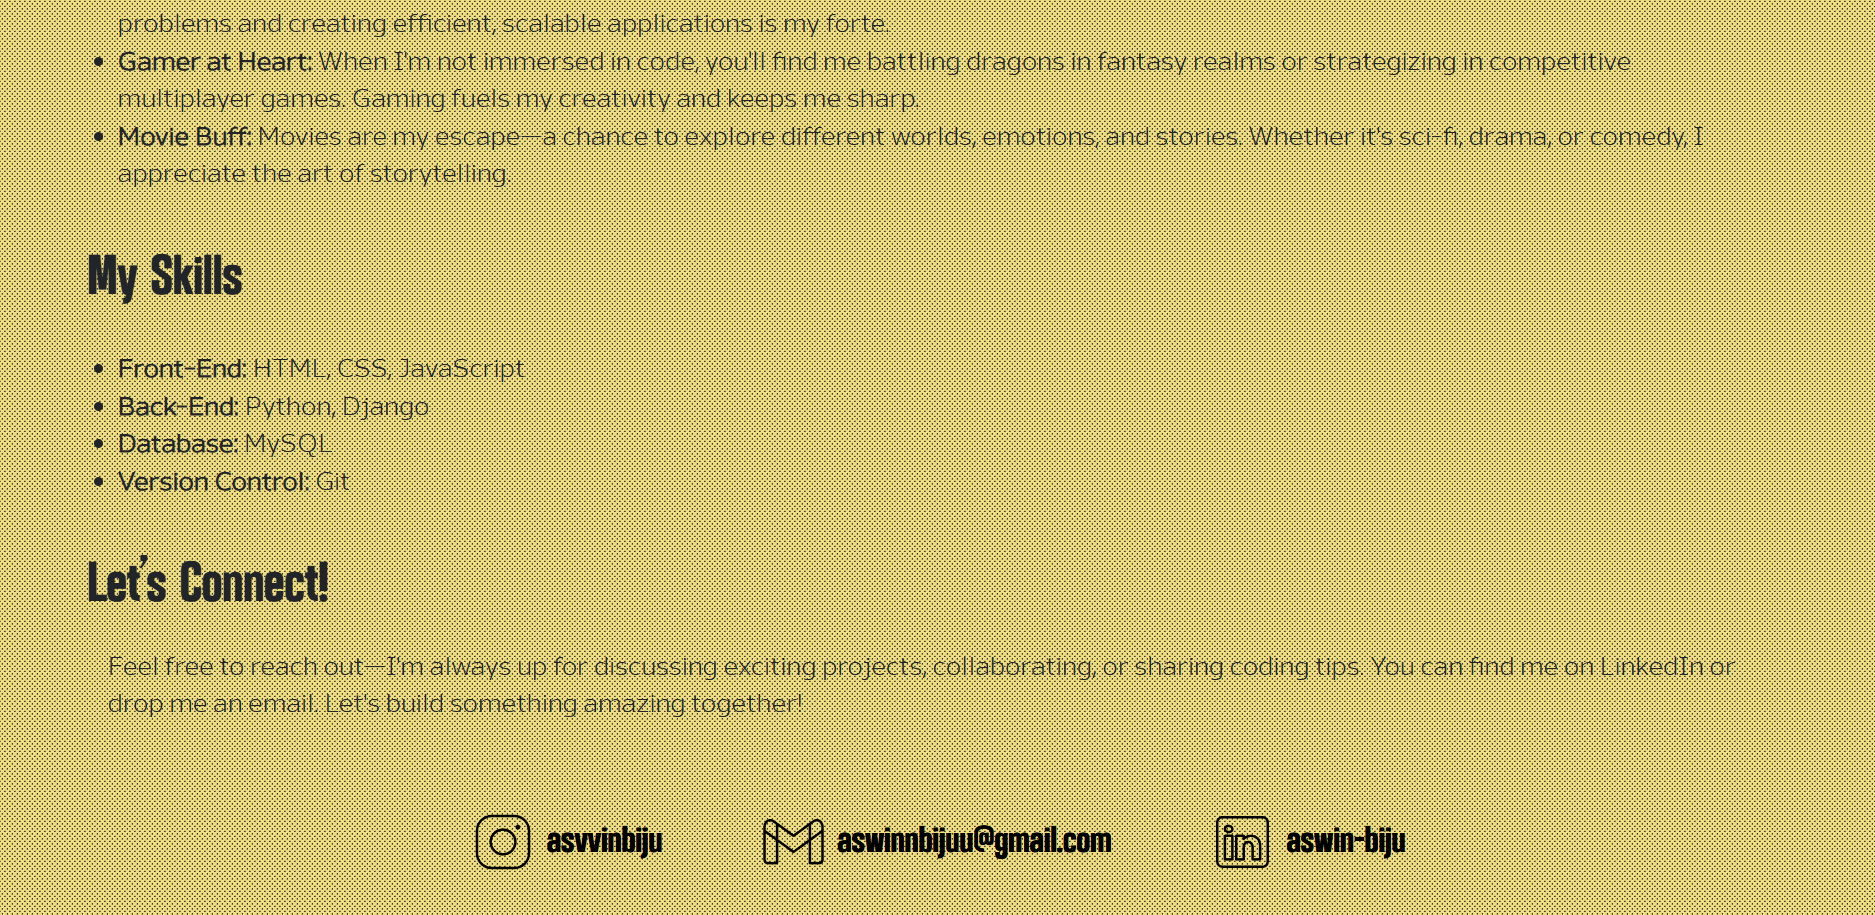 problems and creating efficient, scalable applications is my forte.
• Gamer at Heart: When I'm not immersed in code, you'll find me battling dragons in fantasy realms or strategizing in competitive
multiplayer games. Gaming fuels my creativity and keeps me sharp.
• Movie Buff: Movies are my escape—a chance to explore different worlds, emotions, and stories. Whether it's sci-fi, drama, or comedy, I
appreciate the art of storytelling.
My Skills
• Front-End: HTML, CSS, JavaScript
• Back-End: Python, Django
• Database: MySQL
• Version Control: Git
Let's Connect!
Feel free to reach out—I'm always up for discussing exciting projects, collaborating, or sharing coding tips. You can find me on LinkedIn or
drop me an email. Let's build something amazing together!
asvvinbiju aswinnbijuu@gmail.com in aswin-biju